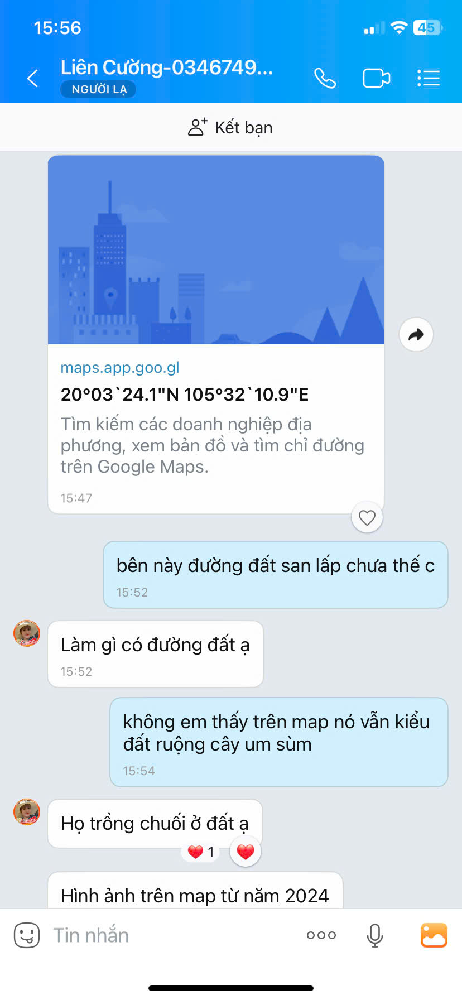 15:56
45
Liên Cường-0346749...
NGƯỜI LẠ
Kết bạn
maps.app.goo.gl
20°03`24.1"N 105°32`10.9"E
Tìm kiếm các doanh nghiệp địa
phương, xem bản đồ và tìm chỉ đường
trên Google Maps.
15:47
bên này đường đất san lấp chưa thế c
15:52
Làm gì có đường đất ạ
15:52
không em thấy trên map nó vẫn kiểu
đất ruộng cây um sùm
15:54
Họ trồng chuối ở đất ạ
1
Hình ảnh trên map từ năm 2024
Tin nhắn